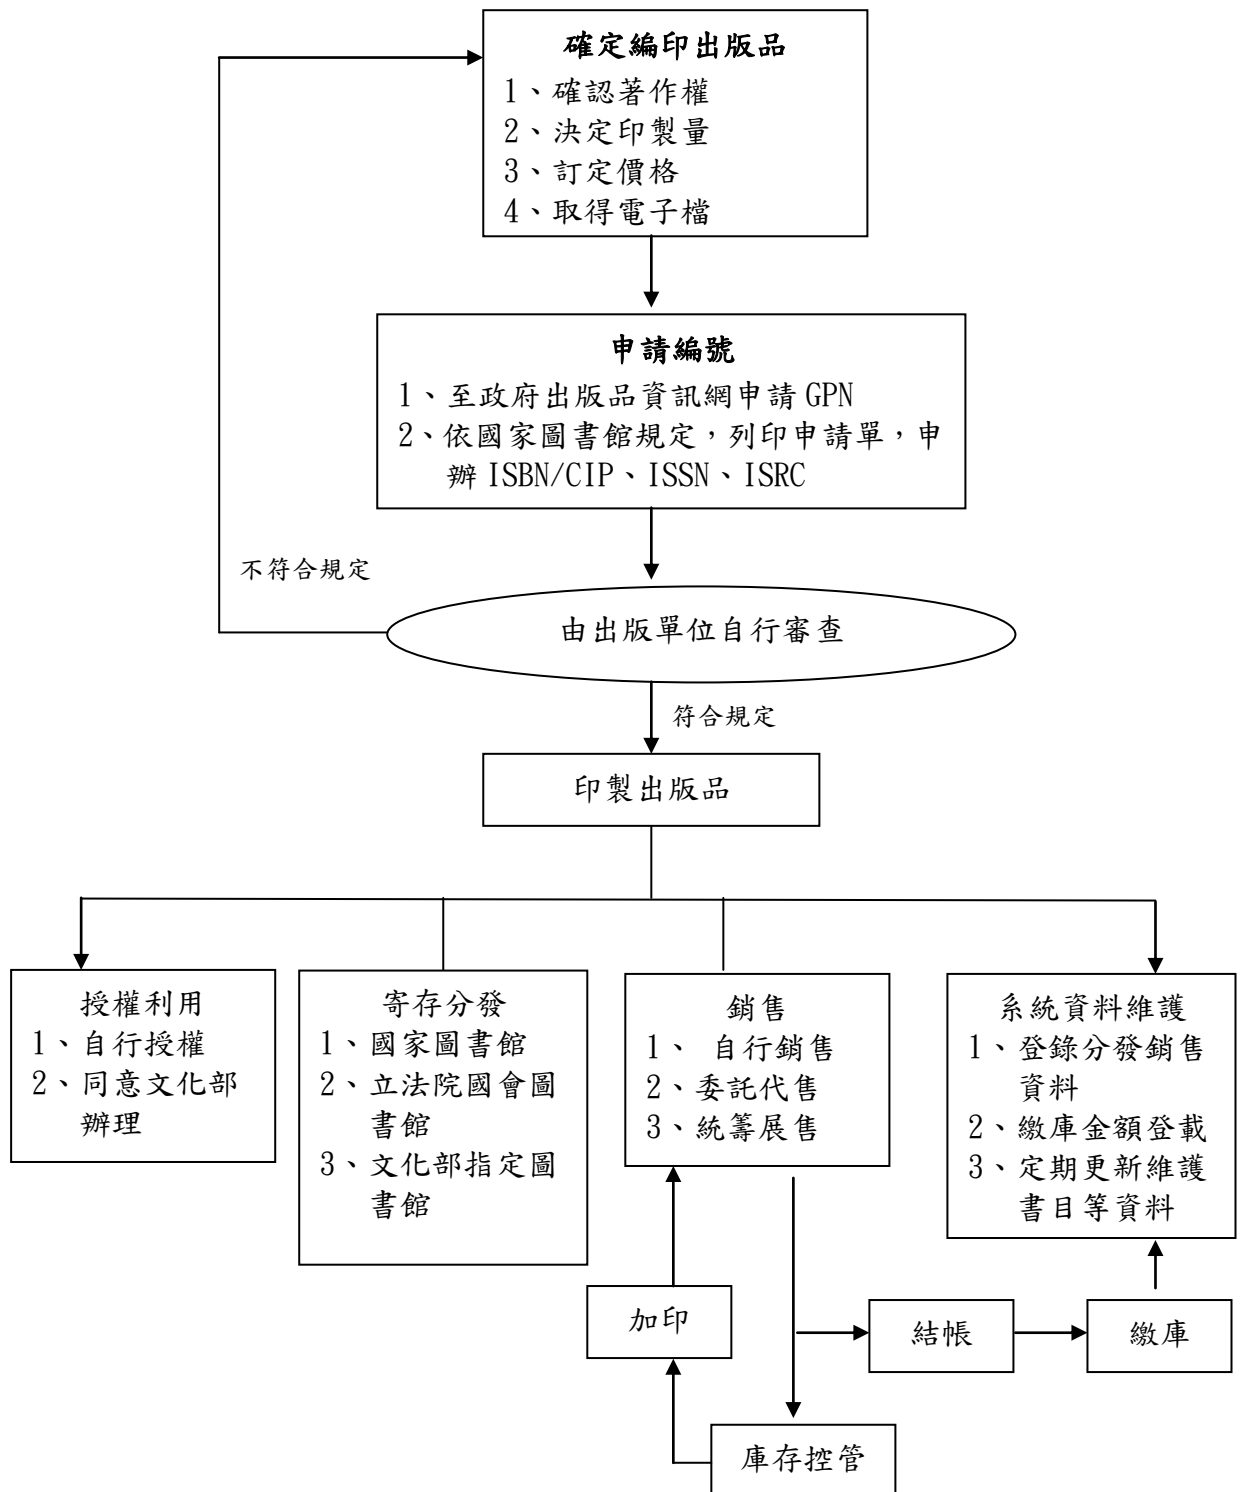 確定編印出版品
1、確認著作權
2、決定印製量
3、訂定價格
4、取得電子檔
申請編號
1、至政府出版品資訊網申請 GPN
2、依國家圖書館規定，列印申請單，申
辦 ISBN/CIP、ISSN、ISRC
不符合規定
由出版單位自行審查
符合規定
印製出版品
授權利用
1、自行授權
2、同意文化部
辦理
寄存分發
1、國家圖書館
2、立法院國會圖
書館
3、文化部指定圖
書館
銷售
1、 自行銷售
2、委託代售
3、統籌展售
系統資料維護
1、登錄分發銷售
資料
2、繳庫金額登載
3、定期更新維護
書目等資料
加印
結帳
繳庫
庫存控管